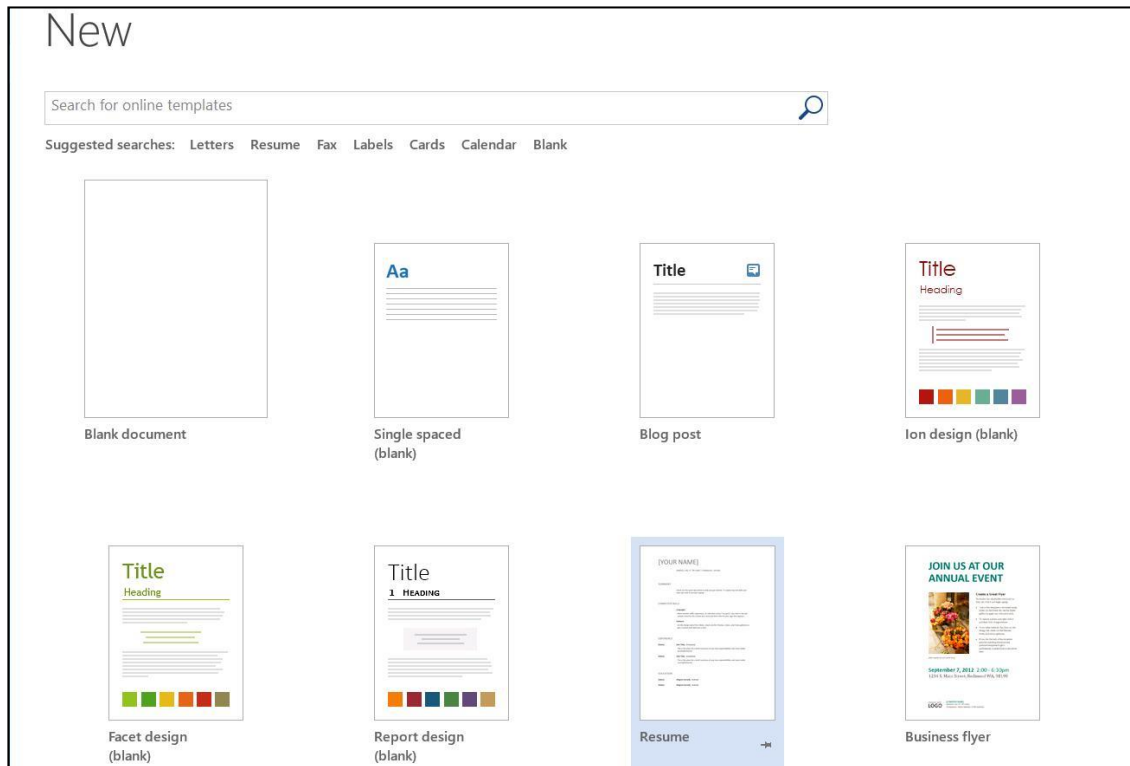 New
Search for online templates
Suggested searches: Letters Resume Fax Labels Cards Calendar Blank
Aa
Title
Title
Heading
Blank document
Single spaced
(blank)
Blog post
Ion design (blank)
Title
Heading
Title
1 HEADING
[YOUR NAME]
JOIN US AT OUR
ANNUAL EVENT
September 7, 2012 2:00 - 6:30pm
LOGO
Facet design
(blank)
Report design
(blank)
Resume
Business flyer